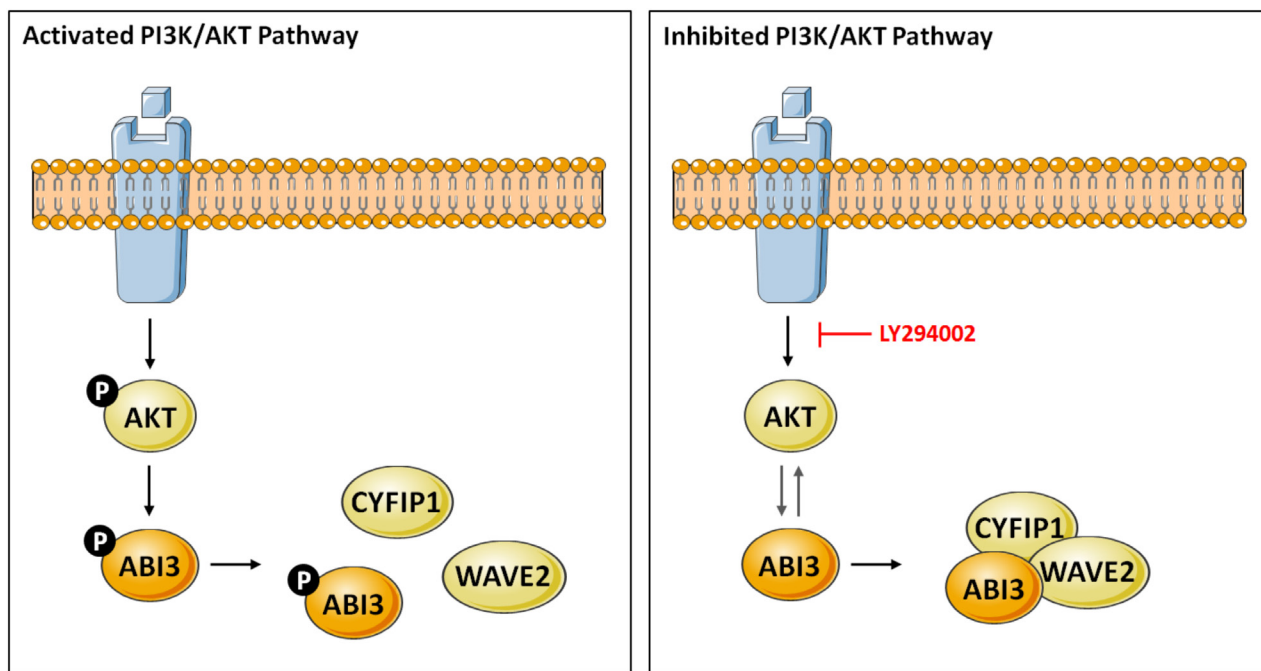 Activated PI3K/AKT Pathway
P
AKT
P
ABI3
CYFIP1
WAVE2
P
ABI3
Inhibited PI3K/AKT Pathway
LY294002
AKT
ABI3
CYFIP1
WAVE2
ABI3